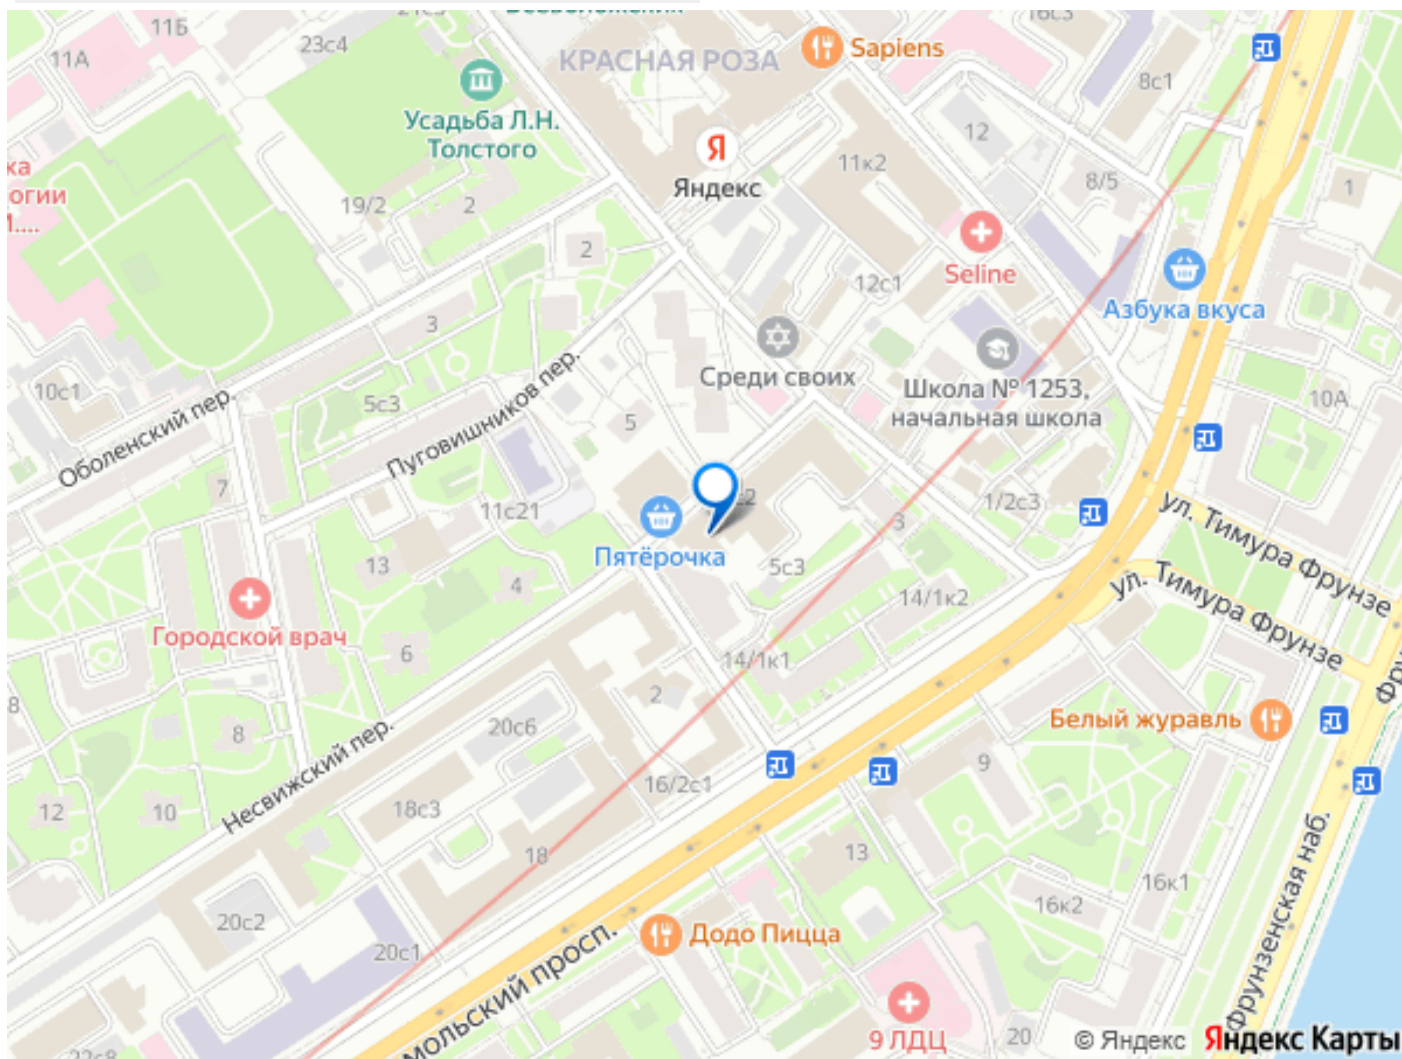 11Б
23с4
11А
КРАСНАЯ РОЗА
Sapiens
16с3
8с1
Усадьба Л.Н.
Толстого
Яндекс
11к2
12
8/5
1
огии
19/2
2
2
Seline
12с1
Азбука вкуса
3
Среди своих
Школа № 1253,
начальная школа
10А
10с1
5с3
Оболенский пер.
Пуговишников пер.
5
7
11с21
3
1/2с3
ул. Тимура Фрунзе
ул. Тимура Фрунзе
Пятёрочка
13
4
5с3
14/1к2
Городской врач
6
14/1к1
8
2
8
20с6
Несвижский пер.
16/2с1
Белый журавль
9
12
10
18с3
18
13
16к1
16к2
20с2
20с1
Додо Пицца
мольский просп.
Фрунзенская наб.
9 ЛДЦ
20
© Яндекс Яндекс Карты